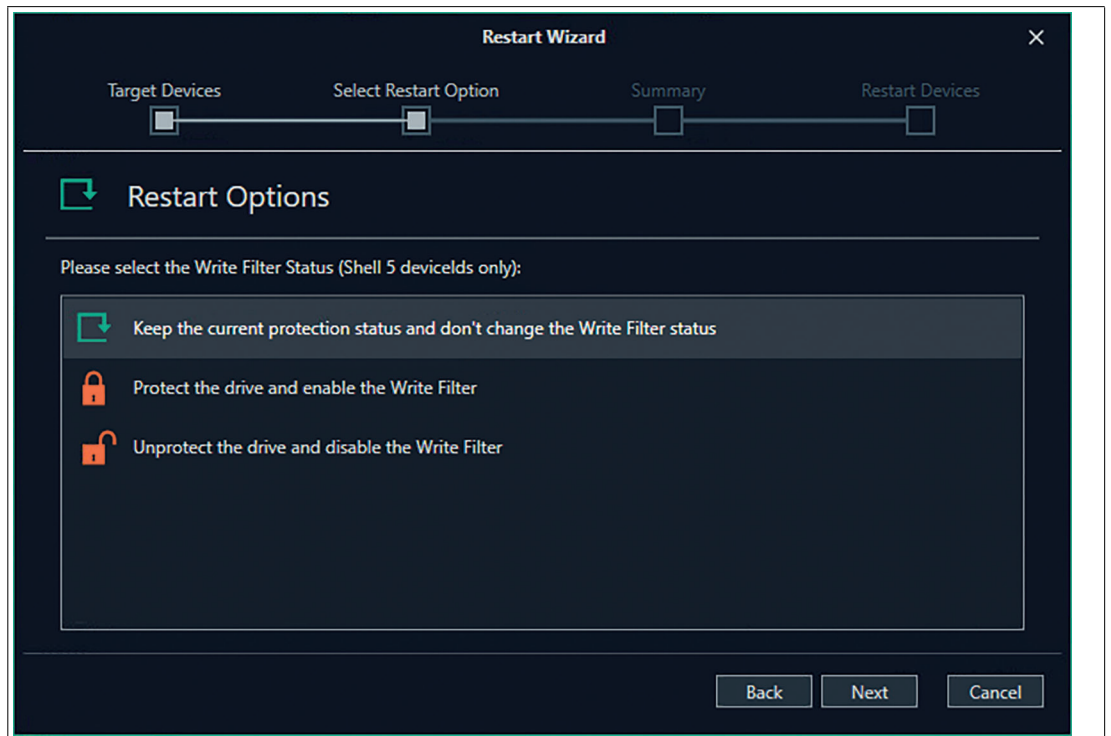 Restart Wizard
Target Devices
Select Restart Option
Summary
Restart Devices
Restart Options
Please select the Write Filter Status (Shell 5 devicelds only):
Keep the current protection status and don't change the Write Filter status
Protect the drive and enable the Write Filter
Unprotect the drive and disable the Write Filter
Back
Next
Cancel